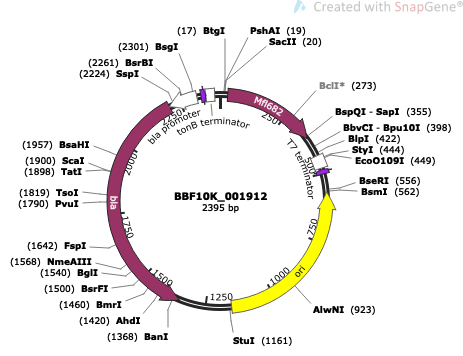 Created with SnapGene®
(17) BtgI
PshAI (19)
SacII (20)
(2301) BsgI
(2261) BsrBI
(2224) SspI
BclI* (273)
BspQI - SapI (355)
BbvCI - Bpu10I (398)
BlpI (422)
StyI (444)
EcoO109I (449)
BseRI (556)
BsmI (562)
AlwNI (923)
StuI (1161)
(1368) BanI
(1420) AhdI
(1460) BmrI
(1500) BsrFI
(1540) BglI
(1568) NmeAIII
(1642) FspI
(1790) PvuI
(1819) TsoI
(1898) TatI
(1900) ScaI
(1957) BsaHI
Mfl682
bla promoter
tonB terminator
T7 terminator
bla
ori
250
500
750
1000
1250
1500
1750
2000
2250
BBF10K_001912
2395 bp